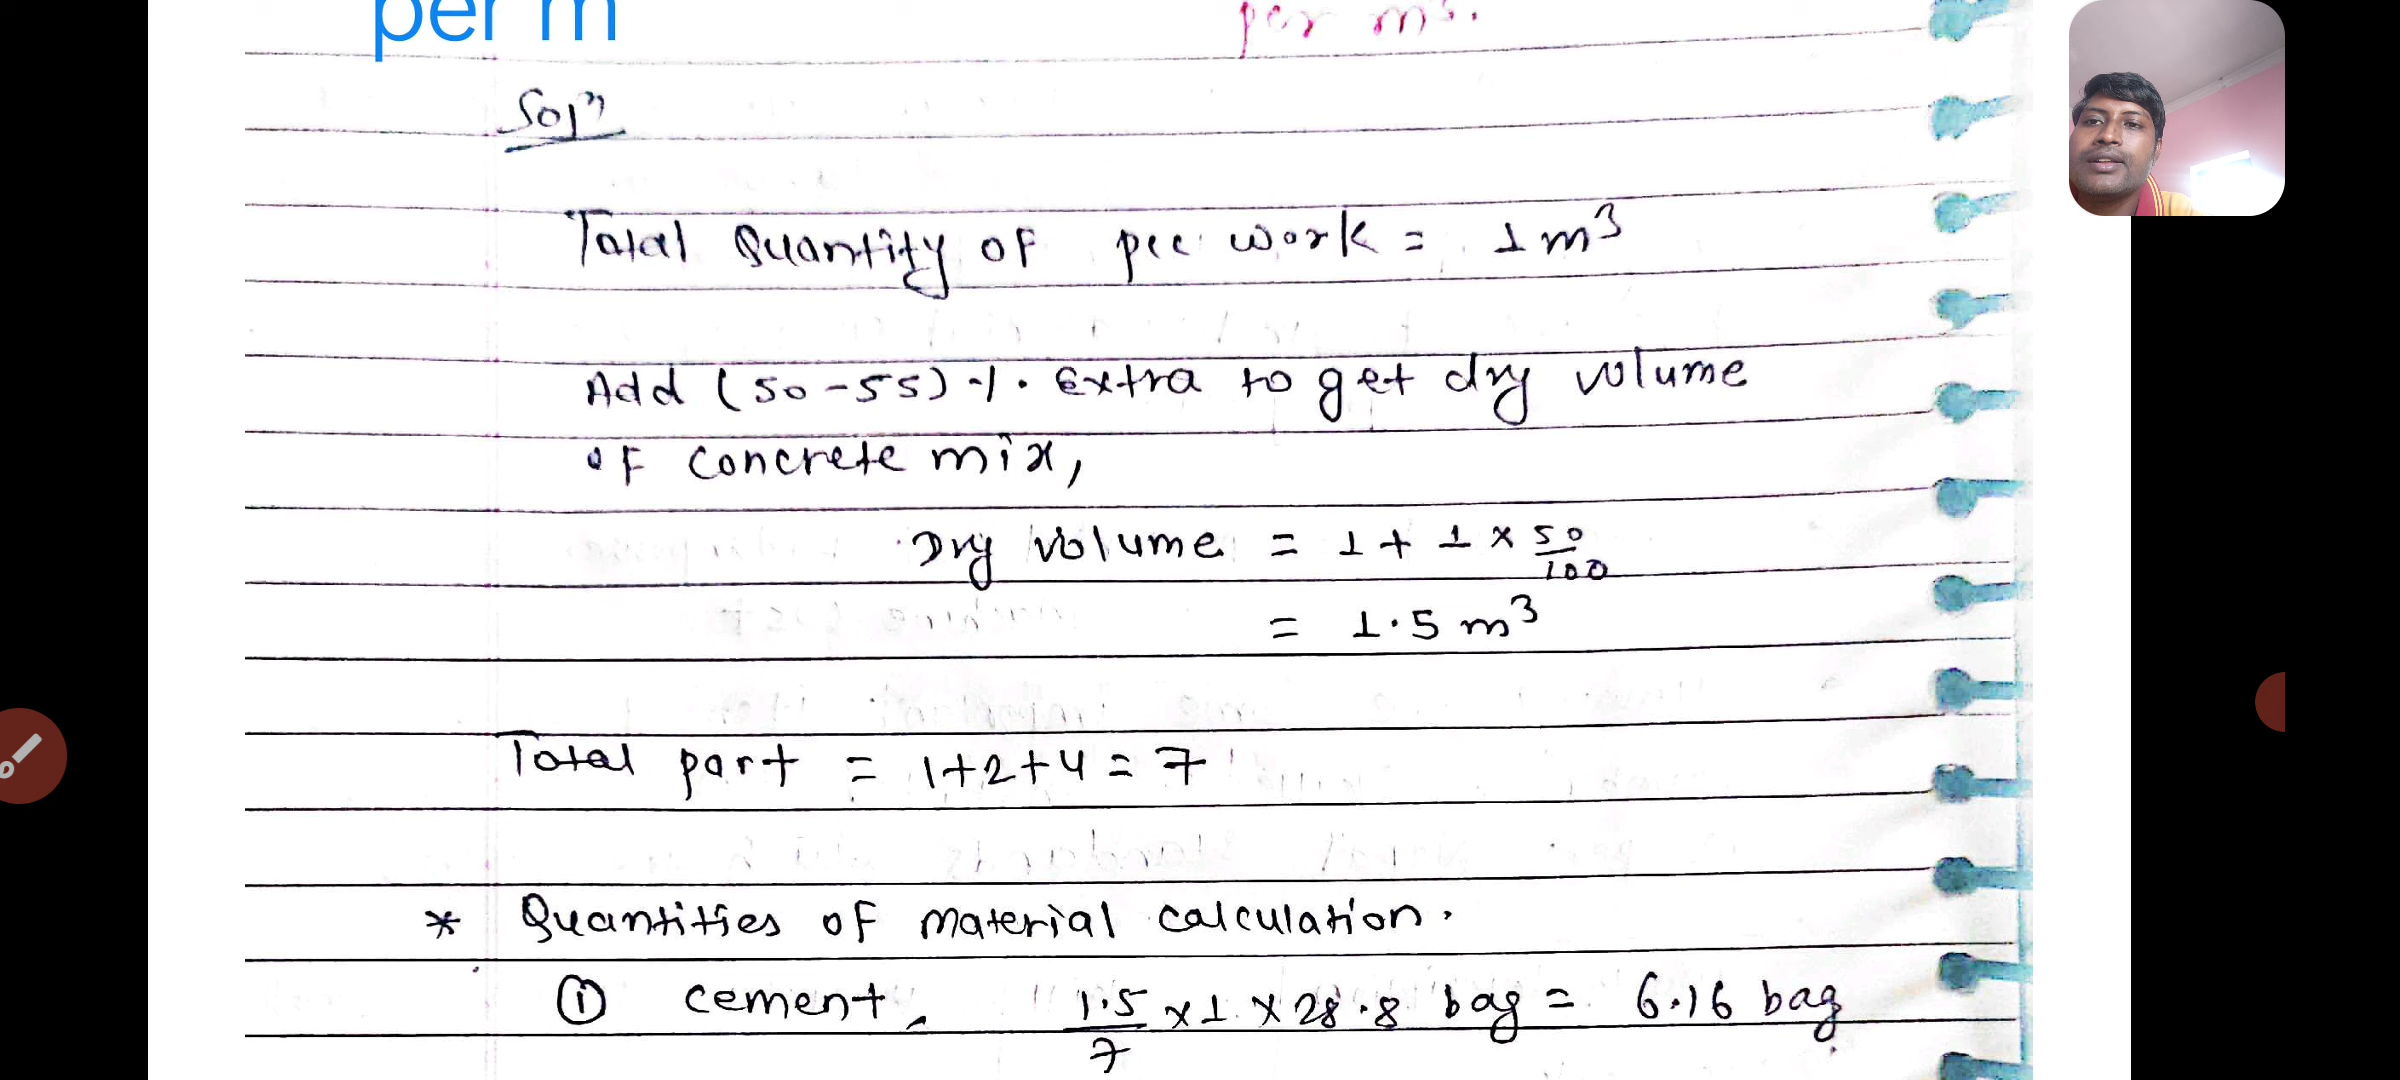 per m
per m³.
Solⁿ
Total Quantity of pcc work = 1 m³
Add (50-55) % Extra to get dry volume
of concrete mix,
Dry volume = 1 + 1 × 50/100
= 1.5 m³
Total part = 1+2+4 = 7
* Quantities of material calculation.
① cement, 1.5/7 × 1 × 28.8 bag = 6.16 bag